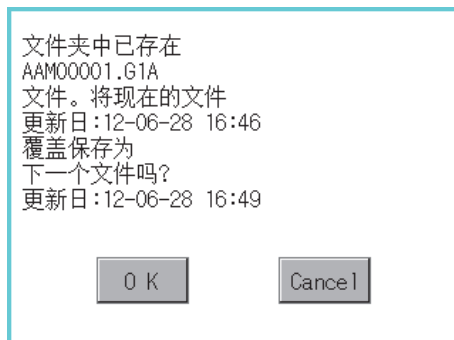 文件夹中已存在
AAM00001.G1A
文件。将现在的文件
更新日:12-06-28 16:46
覆盖保存为
下一个文件吗?
更新日:12-06-28 16:49
OK
Cancel